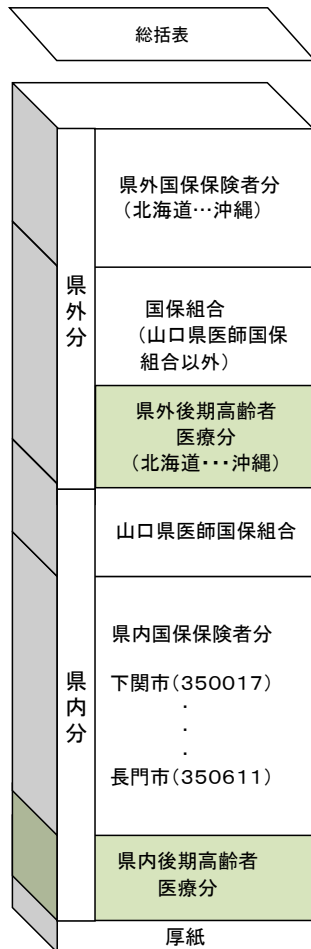 総括表
県外分
県外国保保険者分
(北海道…沖縄)
国保組合
(山口県医師国保
組合以外)
県外後期高齢者
医療分
(北海道･･･沖縄)
山口県医師国保組合
県内分
県内国保保険者分
下関市(350017)
・
・
・
長門市(350611)
県内後期高齢者
医療分
厚紙